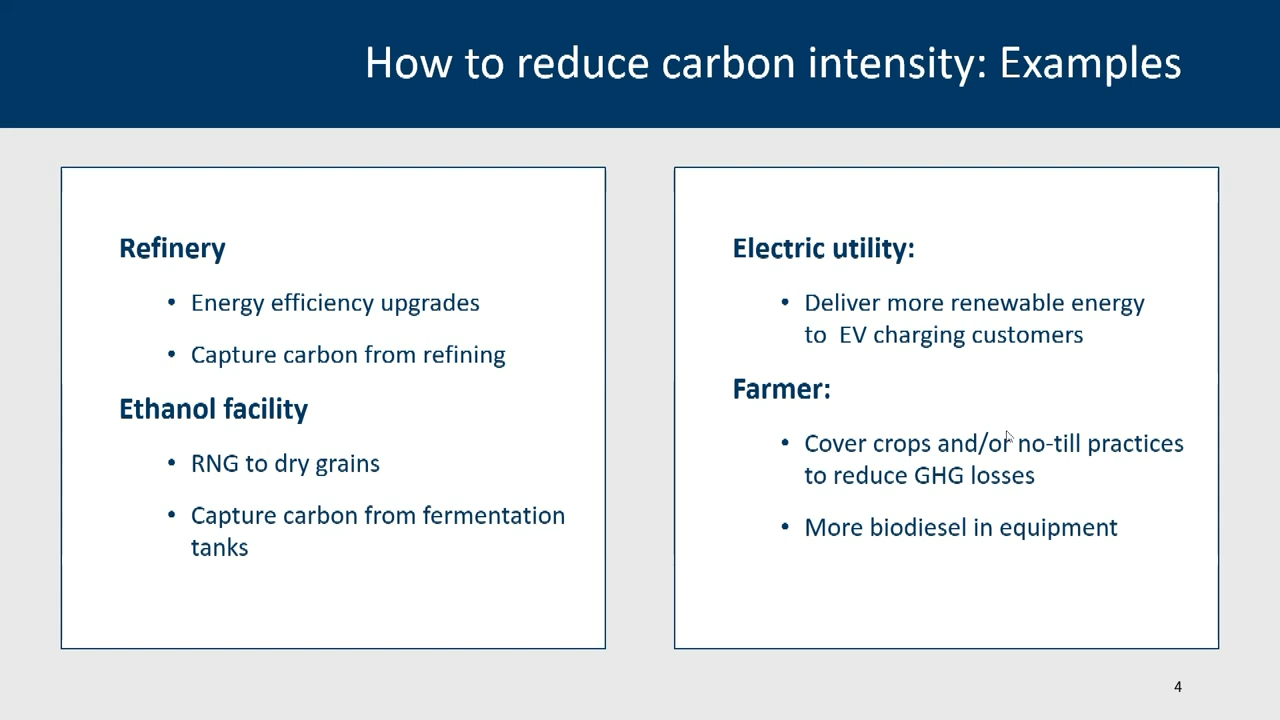 How to reduce carbon intensity: Examples
Refinery
• Energy efficiency upgrades
• Capture carbon from refining
Ethanol facility
• RNG to dry grains
• Capture carbon from fermentation
tanks
Electric utility:
• Deliver more renewable energy
to  EV charging customers
Farmer:
• Cover crops and/or no-till practices
to reduce GHG losses
• More biodiesel in equipment
4